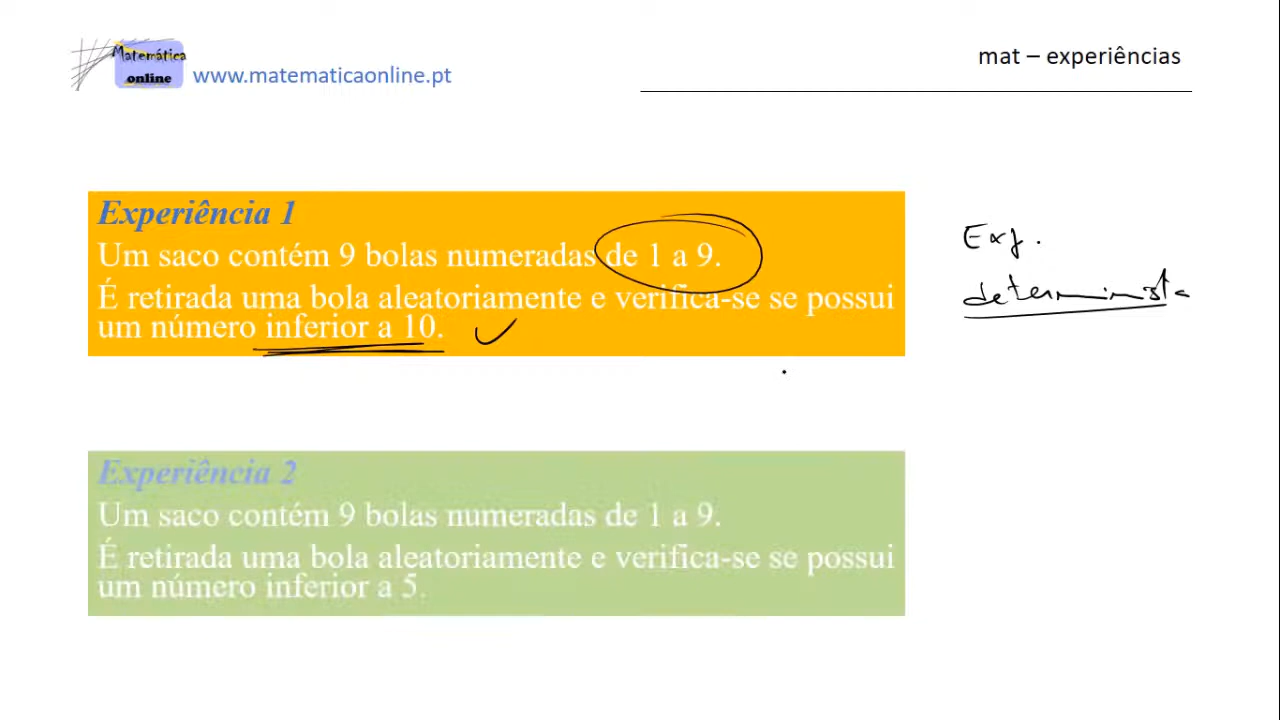 Matemática
online
www.matematicaonline.pt
mat – experiências
Experiência 1
Um saco contém 9 bolas numeradas de 1 a 9.
É retirada uma bola aleatoriamente e verifica-se se possui
um número inferior a 10.
Exp.
determinista
Experiência 2
Um saco contém 9 bolas numeradas de 1 a 9.
É retirada uma bola aleatoriamente e verifica-se se possui
um número inferior a 5.